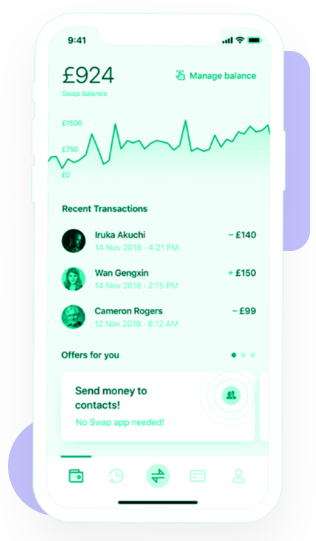 9:41
£924
Manage balance
Swap balance
£1500
£750
£0
Recent Transactions
Iruka Akuchi
– £140
14 Nov 2018 · 4:21 PM
Wan Gengxin
+ £150
14 Nov 2018 · 2:15 PM
Cameron Rogers
– £99
12 Nov 2018 · 8:12 AM
Offers for you
Send money to
contacts!
No Swap app needed!